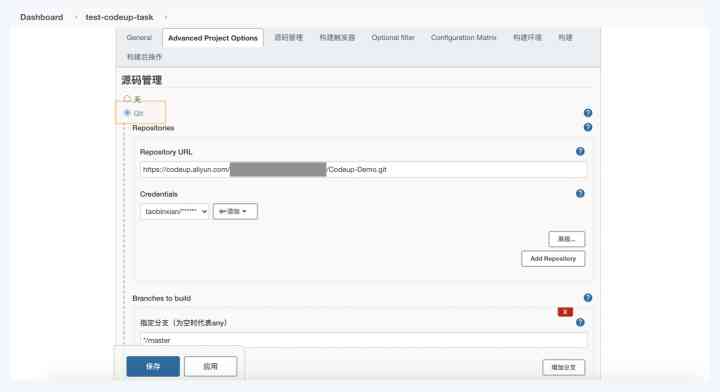 Dashboard › test-codeup-task ›
General Advanced Project Options 源码管理 构建触发器 Optional filter Configuration Matrix 构建环境 构建
构建后操作
源码管理
无
Git
Repositories
Repository URL
https://codeup.aliyun.com/ /Codeup-Demo.git
Credentials
taobinxian/****** 添加
高级...
Add Repository
Branches to build
X
指定分支（为空时代表any）
*/master
保存 应用 增加分支